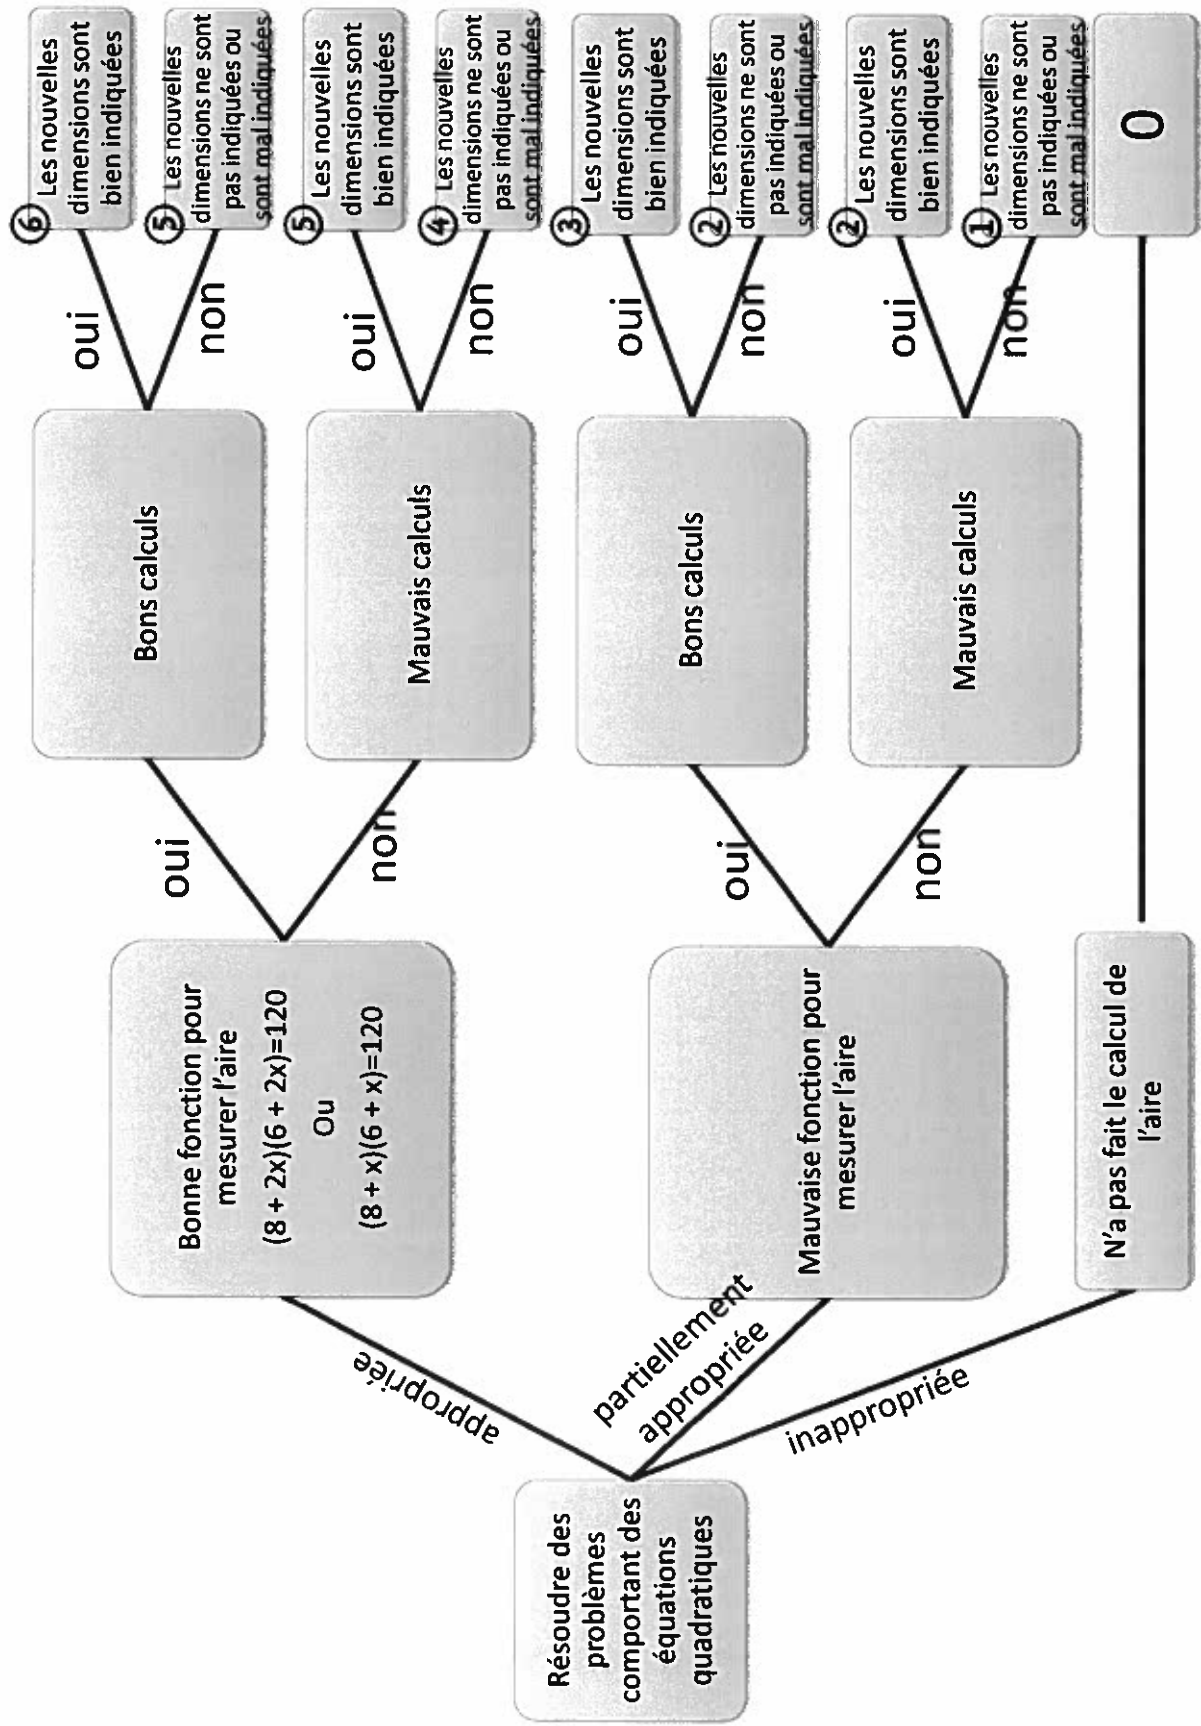 Résoudre des
problèmes
comportant des
équations
quadratiques
appropriée
partiellement
appropriée
inappropriée
Bonne fonction pour
mesurer l'aire
(8 + 2x)(6 + 2x)=120
Ou
(8 + x)(6 + x)=120
oui
non
Bons calculs
oui
non
⑥ Les nouvelles
dimensions sont
bien indiquées
⑤ Les nouvelles
dimensions ne sont
pas indiquées ou
sont mal indiquées
Mauvais calculs
oui
non
⑤ Les nouvelles
dimensions sont
bien indiquées
④ Les nouvelles
dimensions ne sont
pas indiquées ou
sont mal indiquées
Mauvaise fonction pour
mesurer l'aire
oui
non
Bons calculs
oui
non
③ Les nouvelles
dimensions sont
bien indiquées
② Les nouvelles
dimensions ne sont
pas indiquées ou
sont mal indiquées
Mauvais calculs
oui
non
② Les nouvelles
dimensions sont
bien indiquées
① Les nouvelles
dimensions ne sont
pas indiquées ou
sont mal indiquées
N'a pas fait le calcul de
l'aire
0